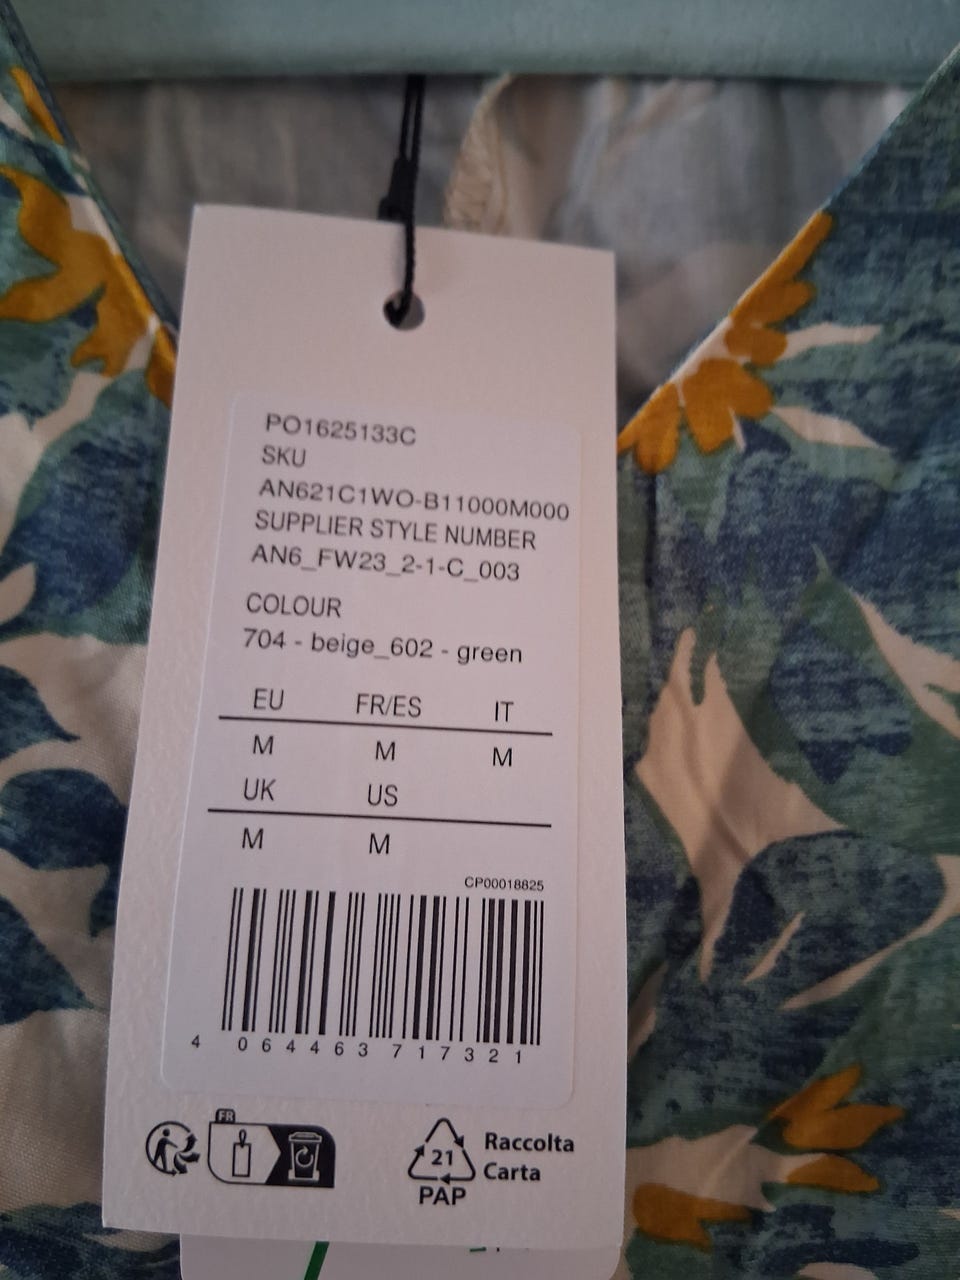 PO1625133C
SKU
AN621C1WO-B11000M000
SUPPLIER STYLE NUMBER
AN6_FW23_2-1-C_003
COLOUR
704 - beige_602 - green
EU FR/ES IT
M M M
UK US
M M
CP00018825
4 064463 717321
FR
21
PAP
Raccolta
Carta